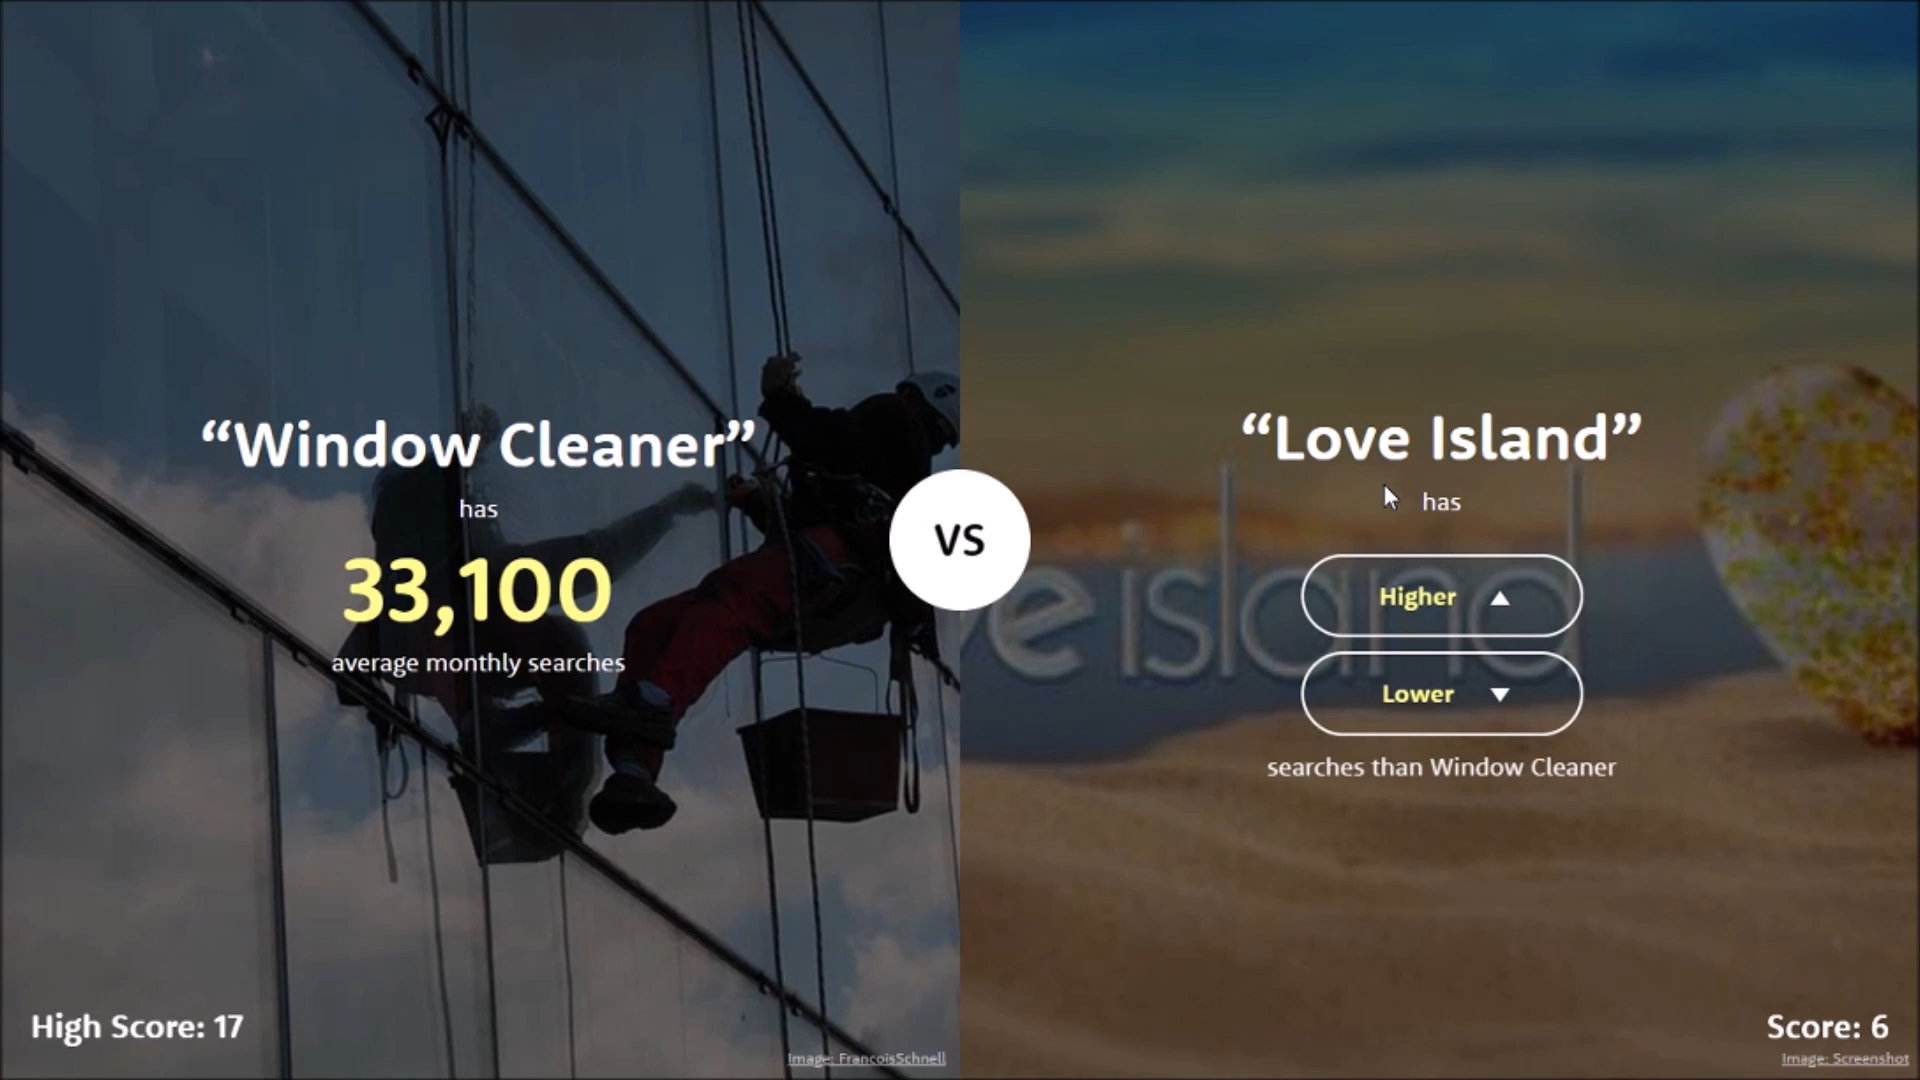 “Window Cleaner”
has
33,100
average monthly searches
VS
“Love Island”
has
Higher
Lower
searches than Window Cleaner
e island
High Score: 17
Image: FrancoisSchnell
Score: 6
Image: Screenshot